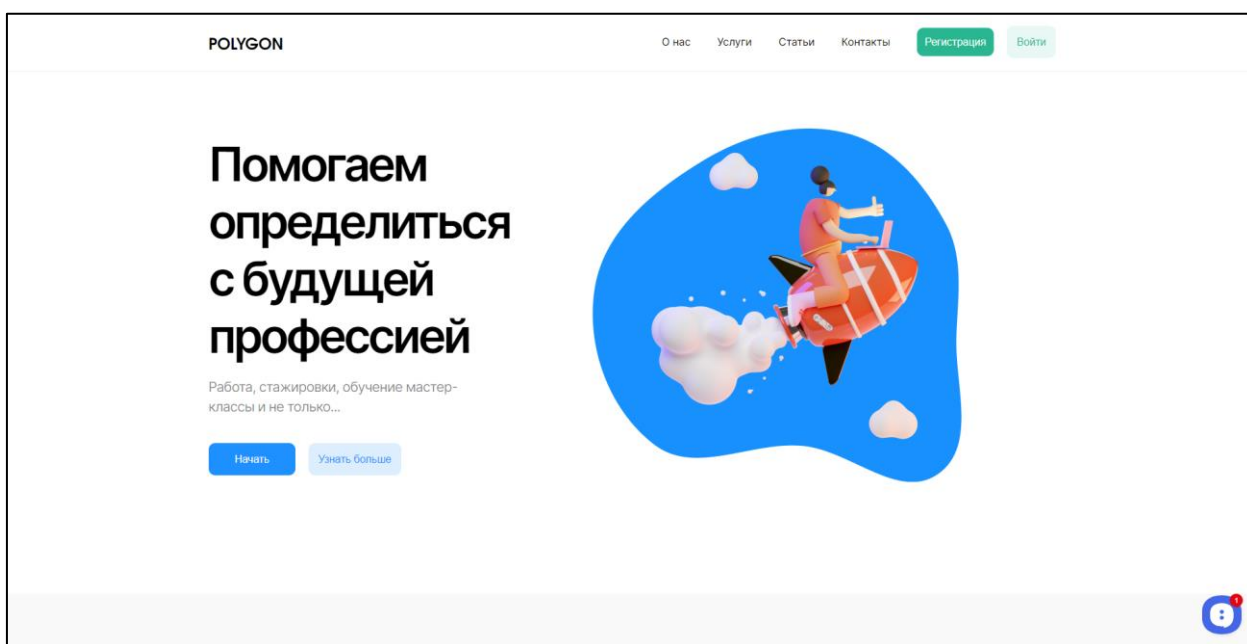 POLYGON
О нас Услуги Статьи Контакты Регистрация Войти
Помогаем
определиться
с будущей
профессией
Работа, стажировки, обучение мастер-
классы и не только...
Начать Узнать больше
1